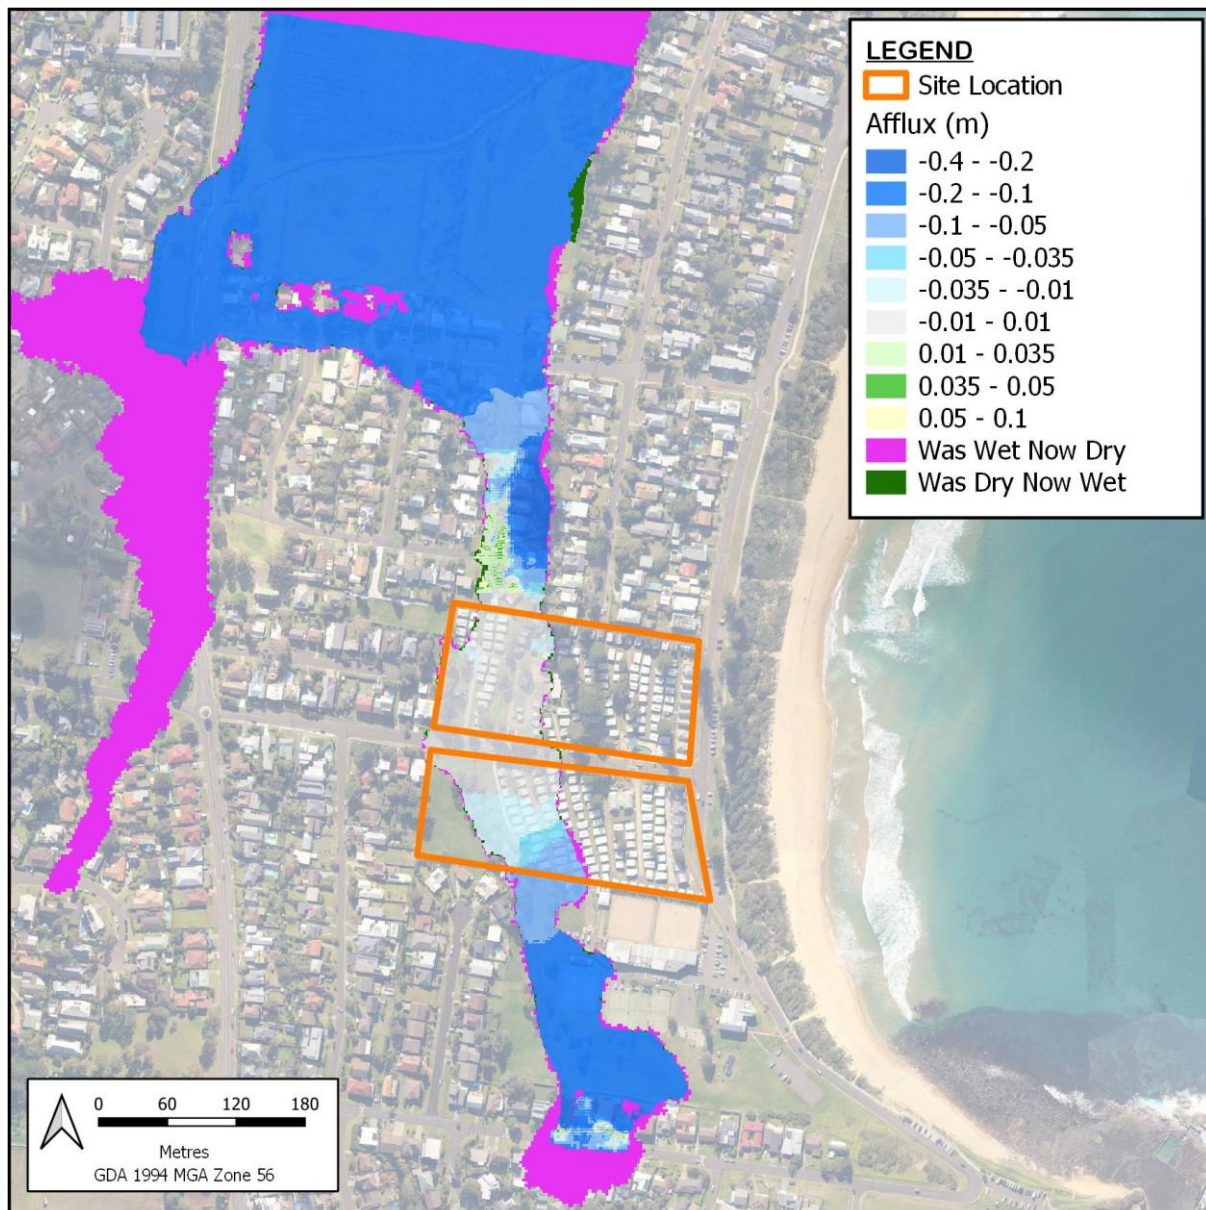 LEGEND
Site Location
Afflux (m)
-0.4 - -0.2
-0.2 - -0.1
-0.1 - -0.05
-0.05 - -0.035
-0.035 - -0.01
-0.01 - 0.01
0.01 - 0.035
0.035 - 0.05
0.05 - 0.1
Was Wet Now Dry
Was Dry Now Wet
0 60 120 180
Metres
GDA 1994 MGA Zone 56